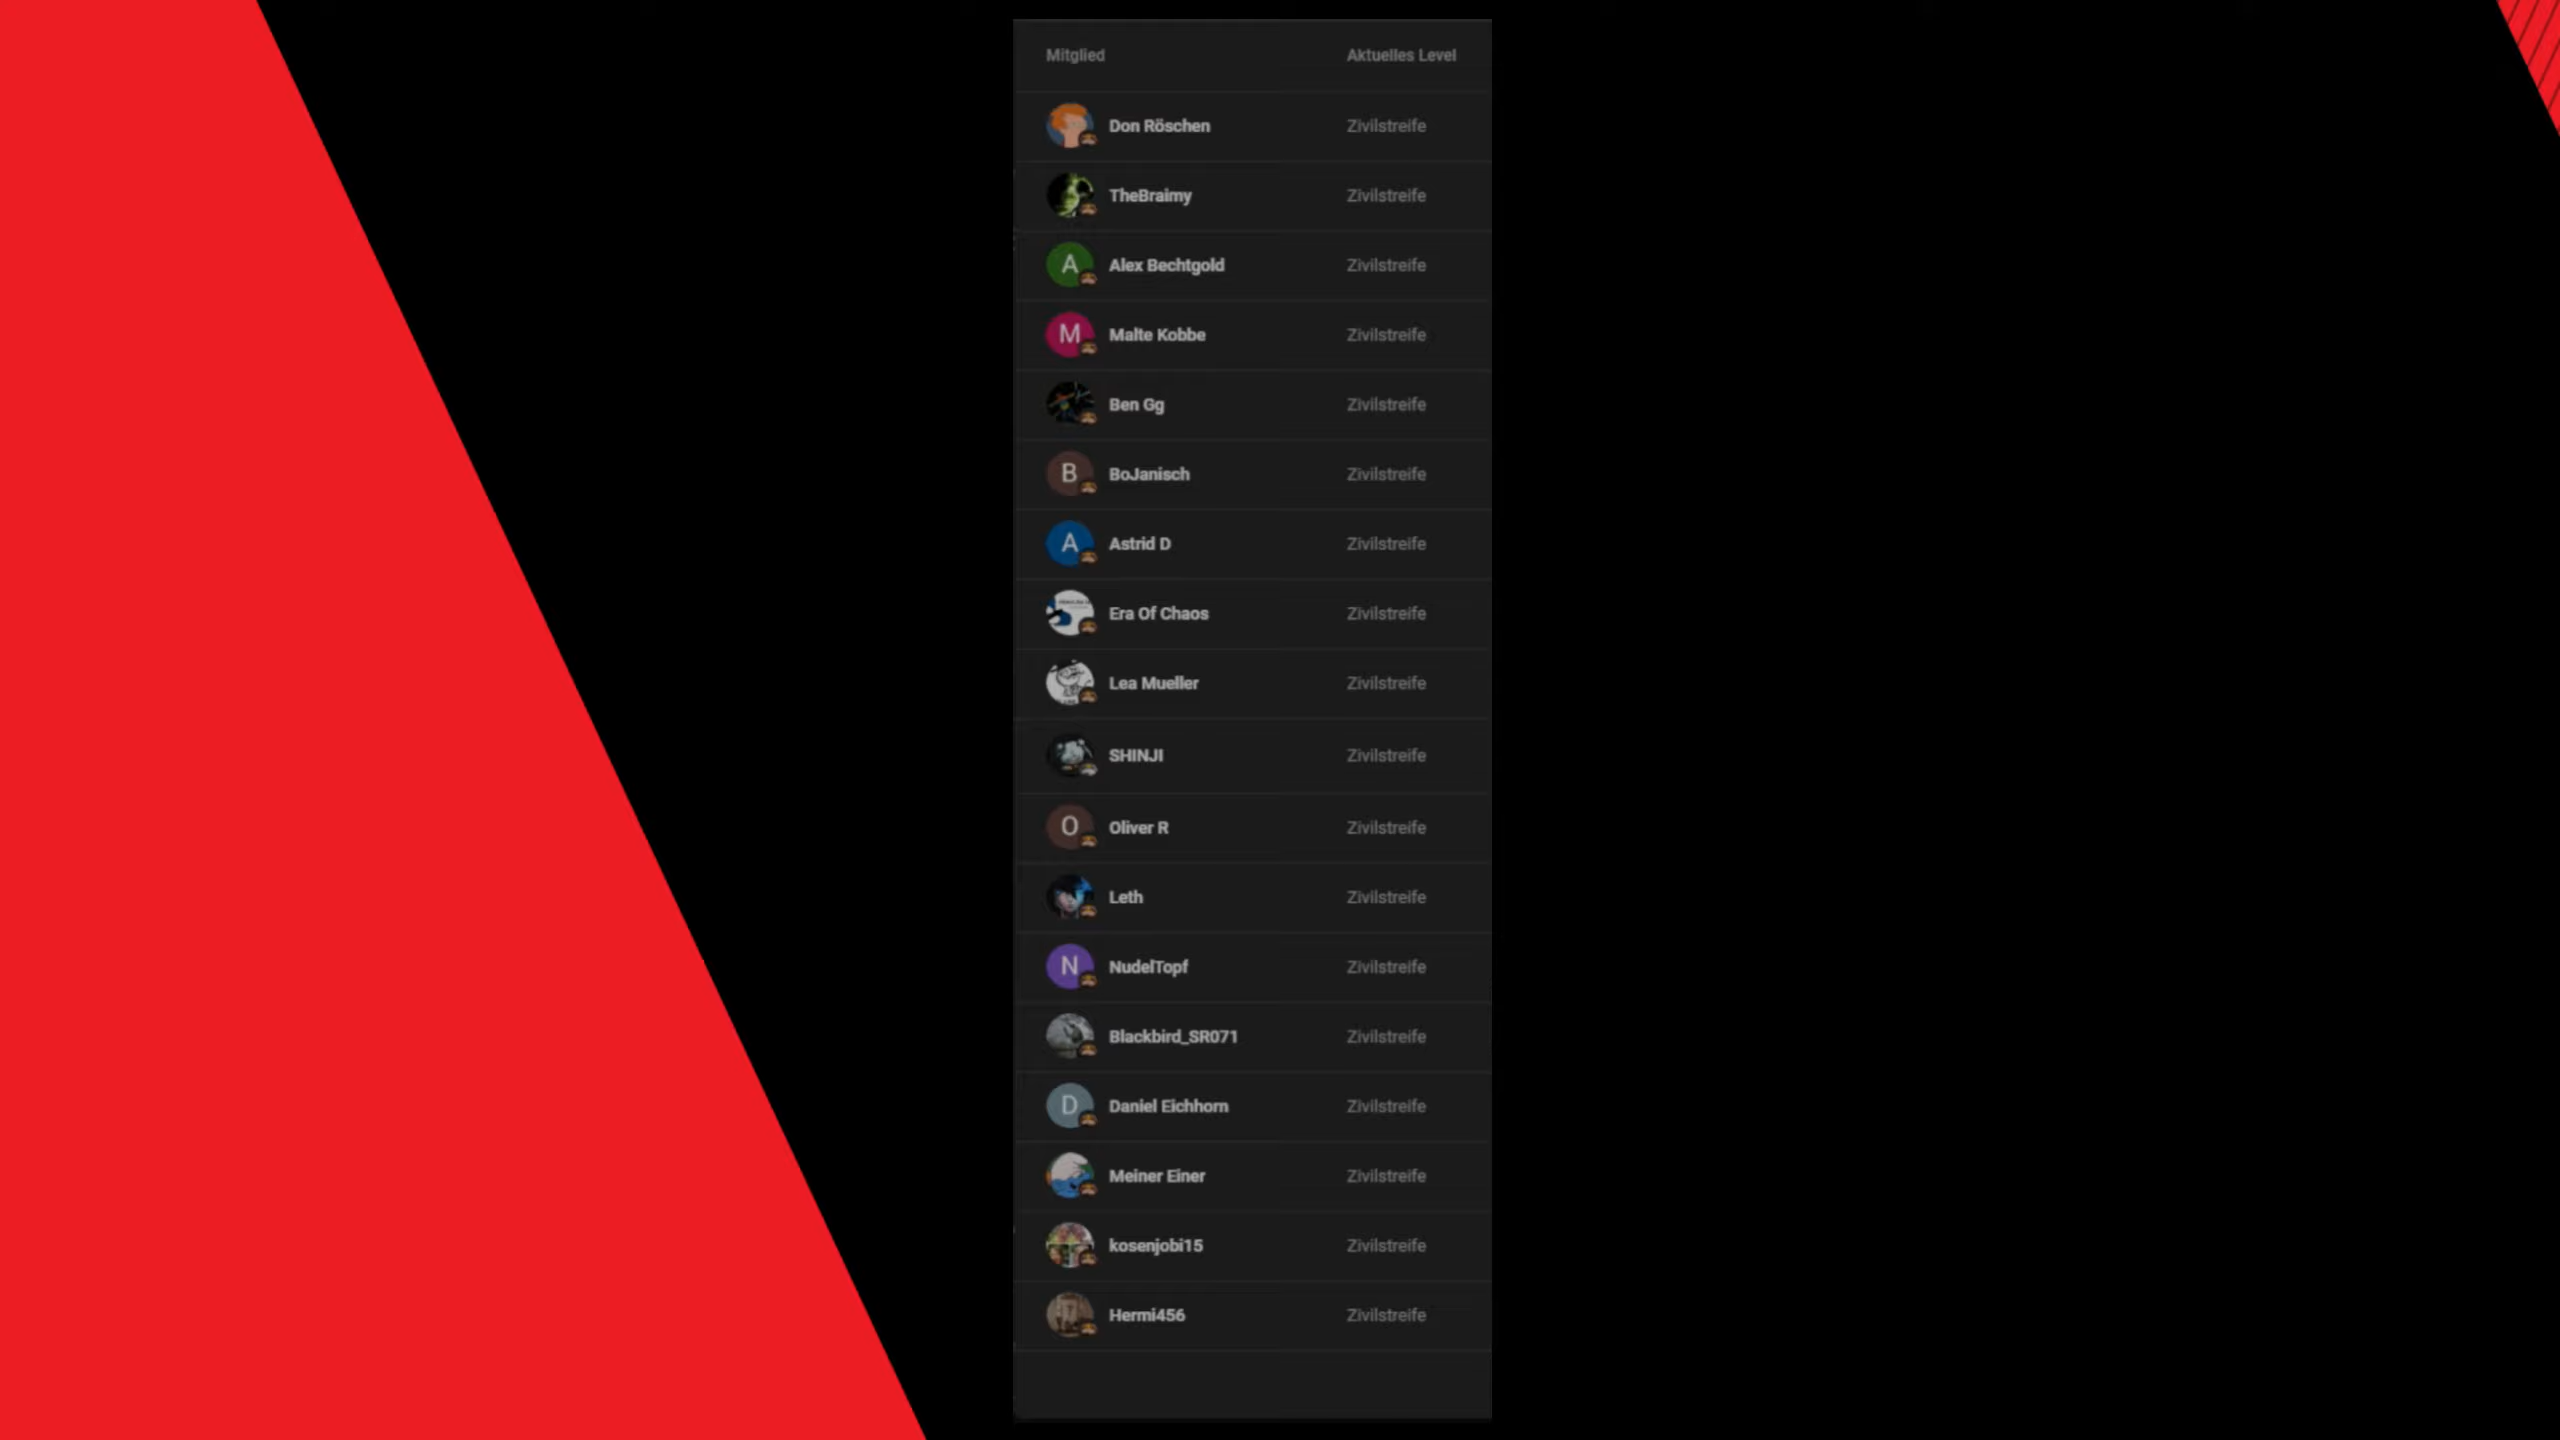 Mitglied Aktuelles Level
Don Röschen Zivilstreife
TheBraimy Zivilstreife
A Alex Bechtgold Zivilstreife
M Malte Kobbe Zivilstreife
Ben Gg Zivilstreife
B BoJanisch Zivilstreife
A Astrid D Zivilstreife
Era Of Chaos Zivilstreife
Lea Mueller Zivilstreife
SHINJI Zivilstreife
O Oliver R Zivilstreife
Leth Zivilstreife
N NudelTopf Zivilstreife
Blackbird_SR071 Zivilstreife
D Daniel Eichhorn Zivilstreife
Meiner Einer Zivilstreife
kosenjobi15 Zivilstreife
Hermi456 Zivilstreife